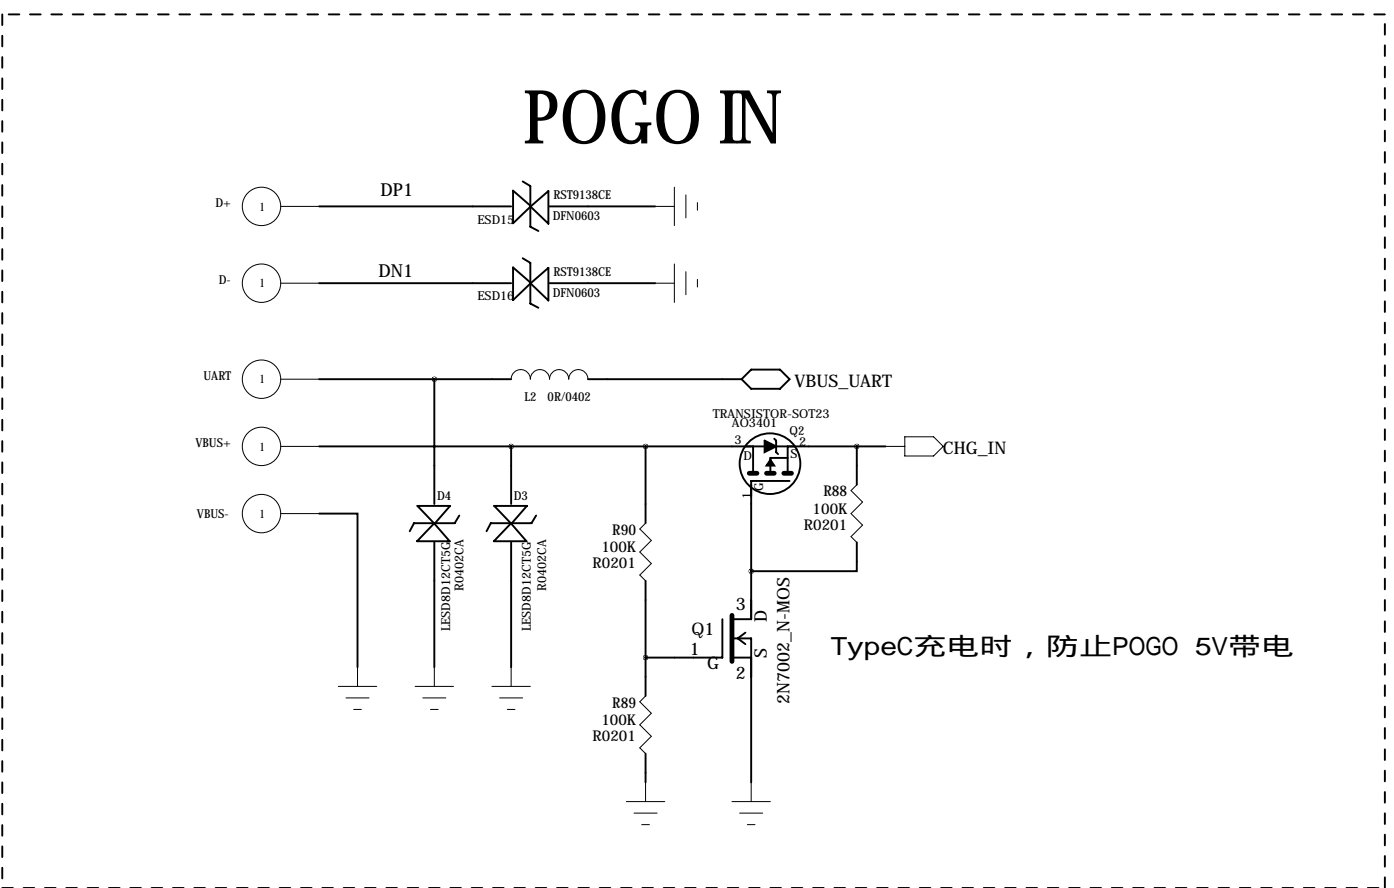 POGO IN
D+
1
DP1
RST9138CE
ESD15
DFN0603
D-
1
DN1
RST9138CE
ESD16
DFN0603
UART
1
L2 0R/0402
VBUS_UART
TRANSISTOR-SOT23
AO3401
Q2
VBUS+
1
3
2
D
S
G
1
CHG_IN
VBUS-
1
D4
LESD8D12CT5G
R0402CA
D3
LESD8D12CT5G
R0402CA
R88
100K
R0201
R90
100K
R0201
Q1
1
G
3
D
S
2
2N7002_N-MOS
TypeC充电时，防止POGO 5V带电
R89
100K
R0201